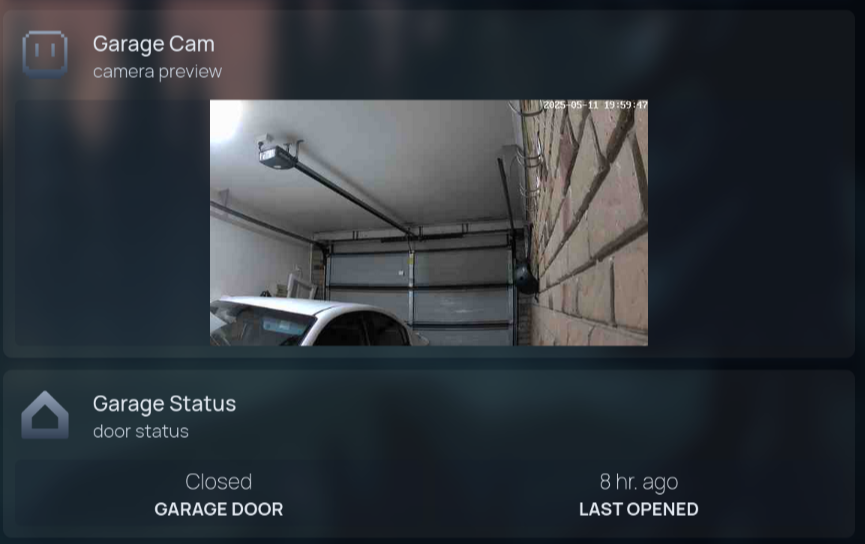 Garage Cam
camera preview
2025-05-11 19:59:47
Garage Status
door status
Closed
GARAGE DOOR
8 hr. ago
LAST OPENED